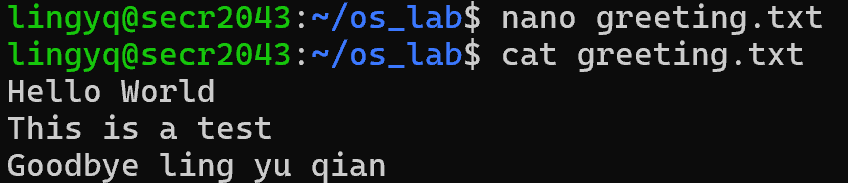 lingyq@secr2043:~/os_lab$ nano greeting.txt
lingyq@secr2043:~/os_lab$ cat greeting.txt
Hello World
This is a test
Goodbye ling yu qian